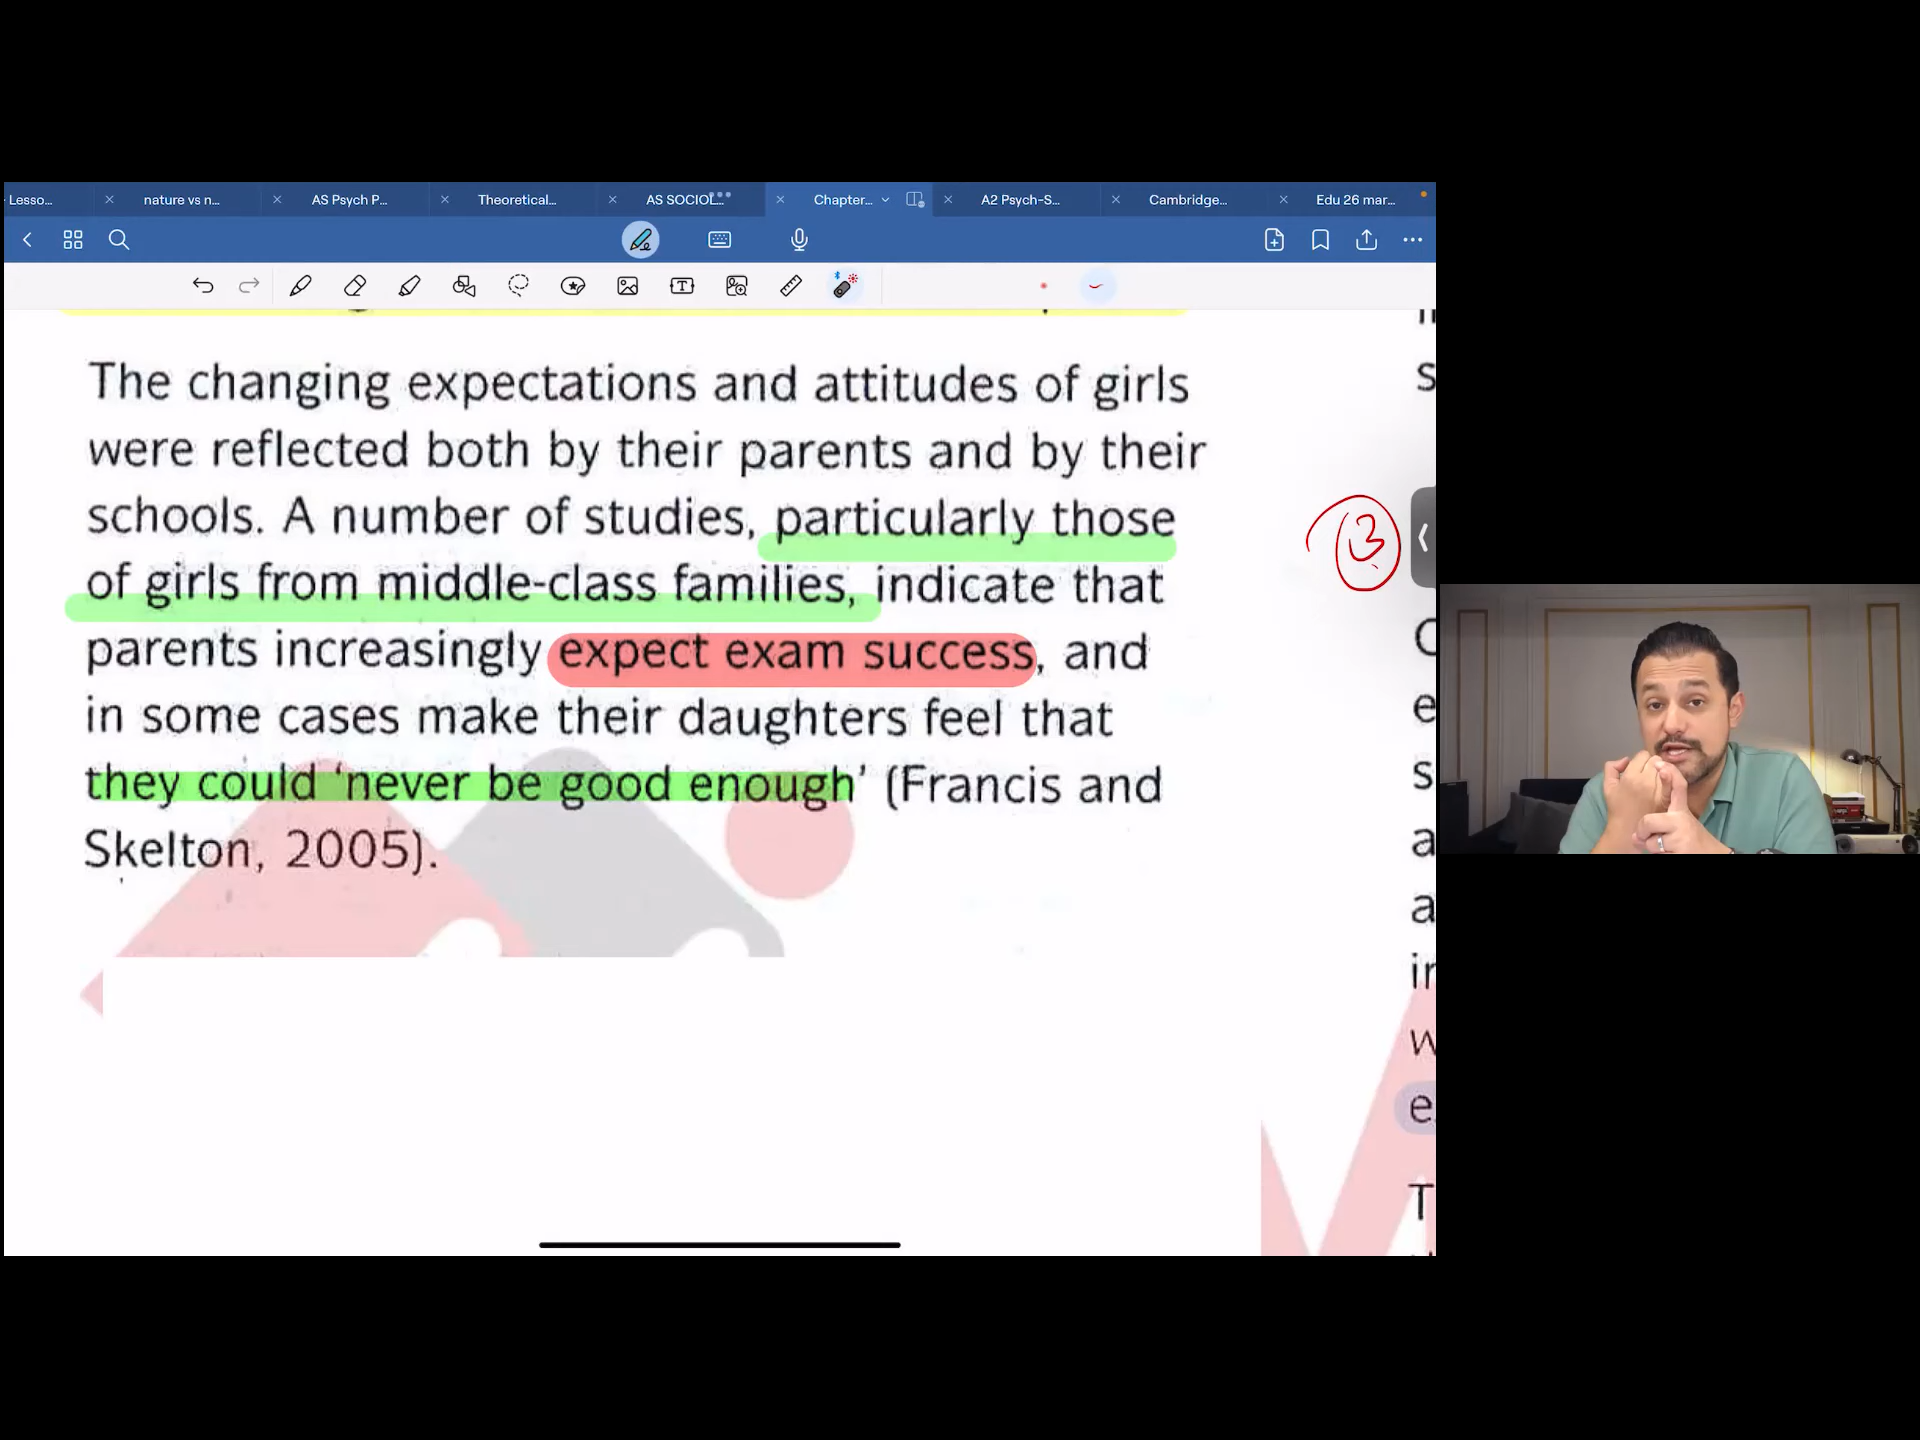 Lesso...
nature vs n...
AS Psych P...
Theoretical...
AS SOCIOL...
Chapter...
A2 Psych-S...
Cambridge...
Edu 26 mar...
The changing expectations and attitudes of girls
were reflected both by their parents and by their
schools. A number of studies, particularly those
of girls from middle-class families, indicate that
parents increasingly expect exam success, and
in some cases make their daughters feel that
they could ‘never be good enough’ (Francis and
Skelton, 2005).